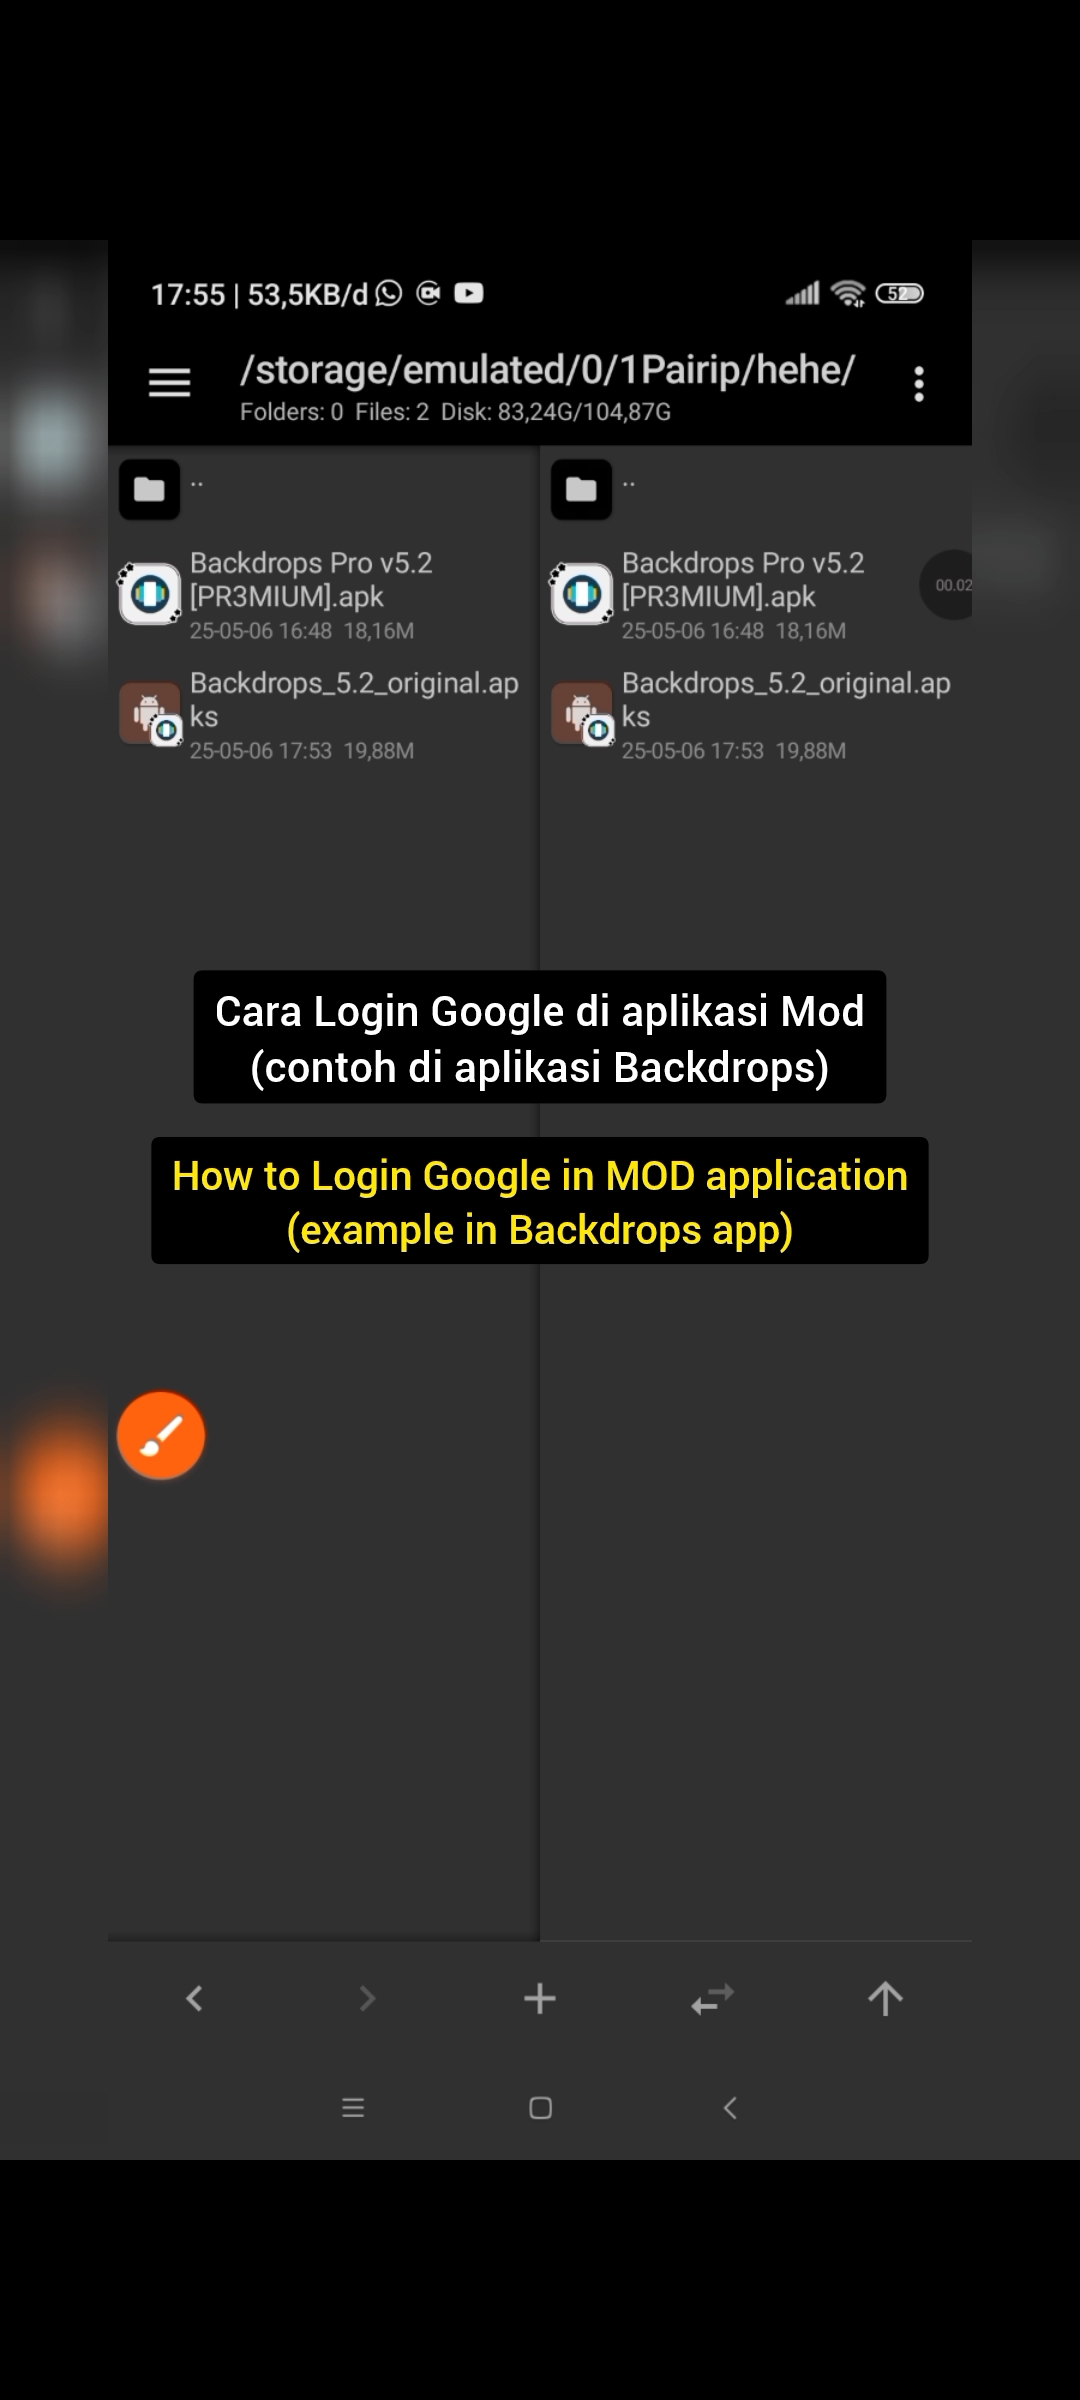 17:55 | 53,5KB/d
52
/storage/emulated/0/1Pairip/hehe/
Folders: 0 Files: 2 Disk: 83,24G/104,87G
..
Backdrops Pro v5.2
[PR3MIUM].apk
25-05-06 16:48 18,16M
Backdrops_5.2_original.ap
ks
25-05-06 17:53 19,88M
..
Backdrops Pro v5.2
[PR3MIUM].apk
25-05-06 16:48 18,16M
00.02
Backdrops_5.2_original.ap
ks
25-05-06 17:53 19,88M
Cara Login Google di aplikasi Mod
(contoh di aplikasi Backdrops)
How to Login Google in MOD application
(example in Backdrops app)